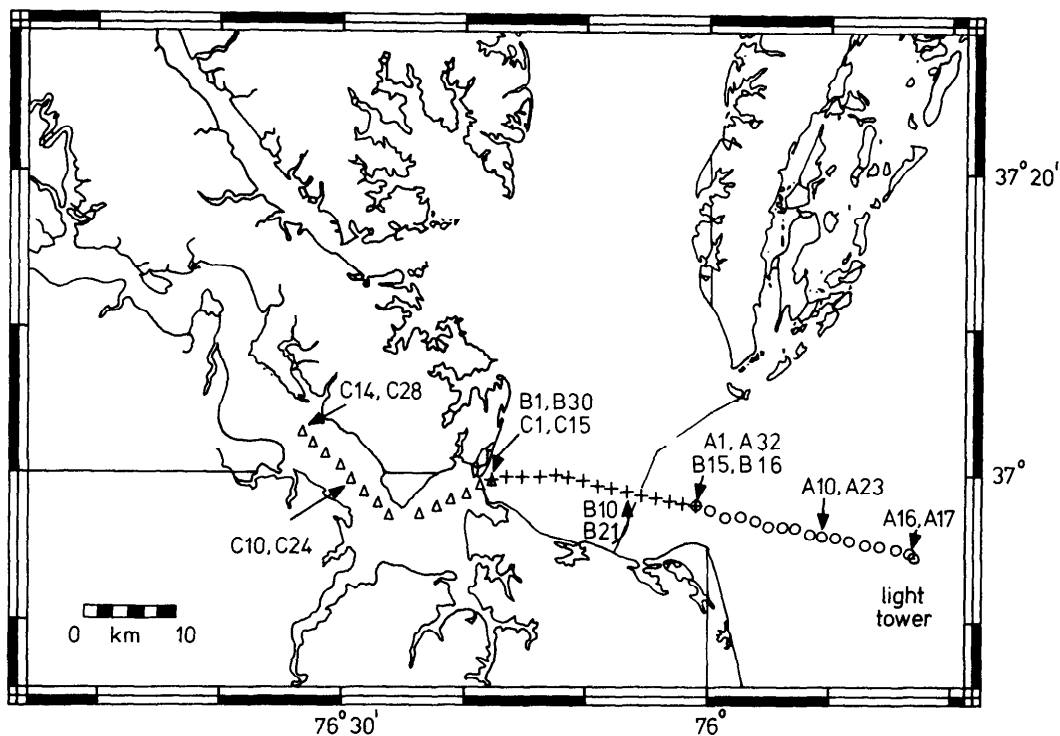 37°20'
C14, C28
B1, B30
C1, C15
A1, A32
B15, B16
37°
A10, A23
A16, A17
B10
B21
C10, C24
light
tower
0 km 10
76°30'
76°